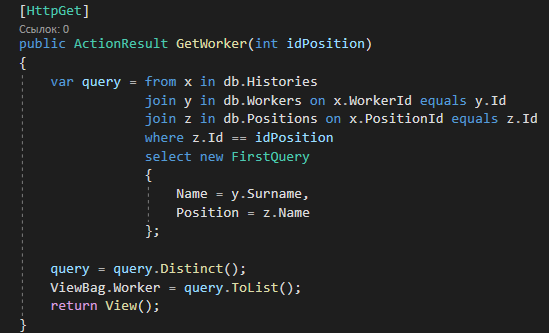 [HttpGet]
Ссылок: 0
public ActionResult GetWorker(int idPosition)
{
    var query = from x in db.Histories
                join y in db.Workers on x.WorkerId equals y.Id
                join z in db.Positions on x.PositionId equals z.Id
                where z.Id == idPosition
                select new FirstQuery
                {
                    Name = y.Surname,
                    Position = z.Name
                };

    query = query.Distinct();
    ViewBag.Worker = query.ToList();
    return View();
}